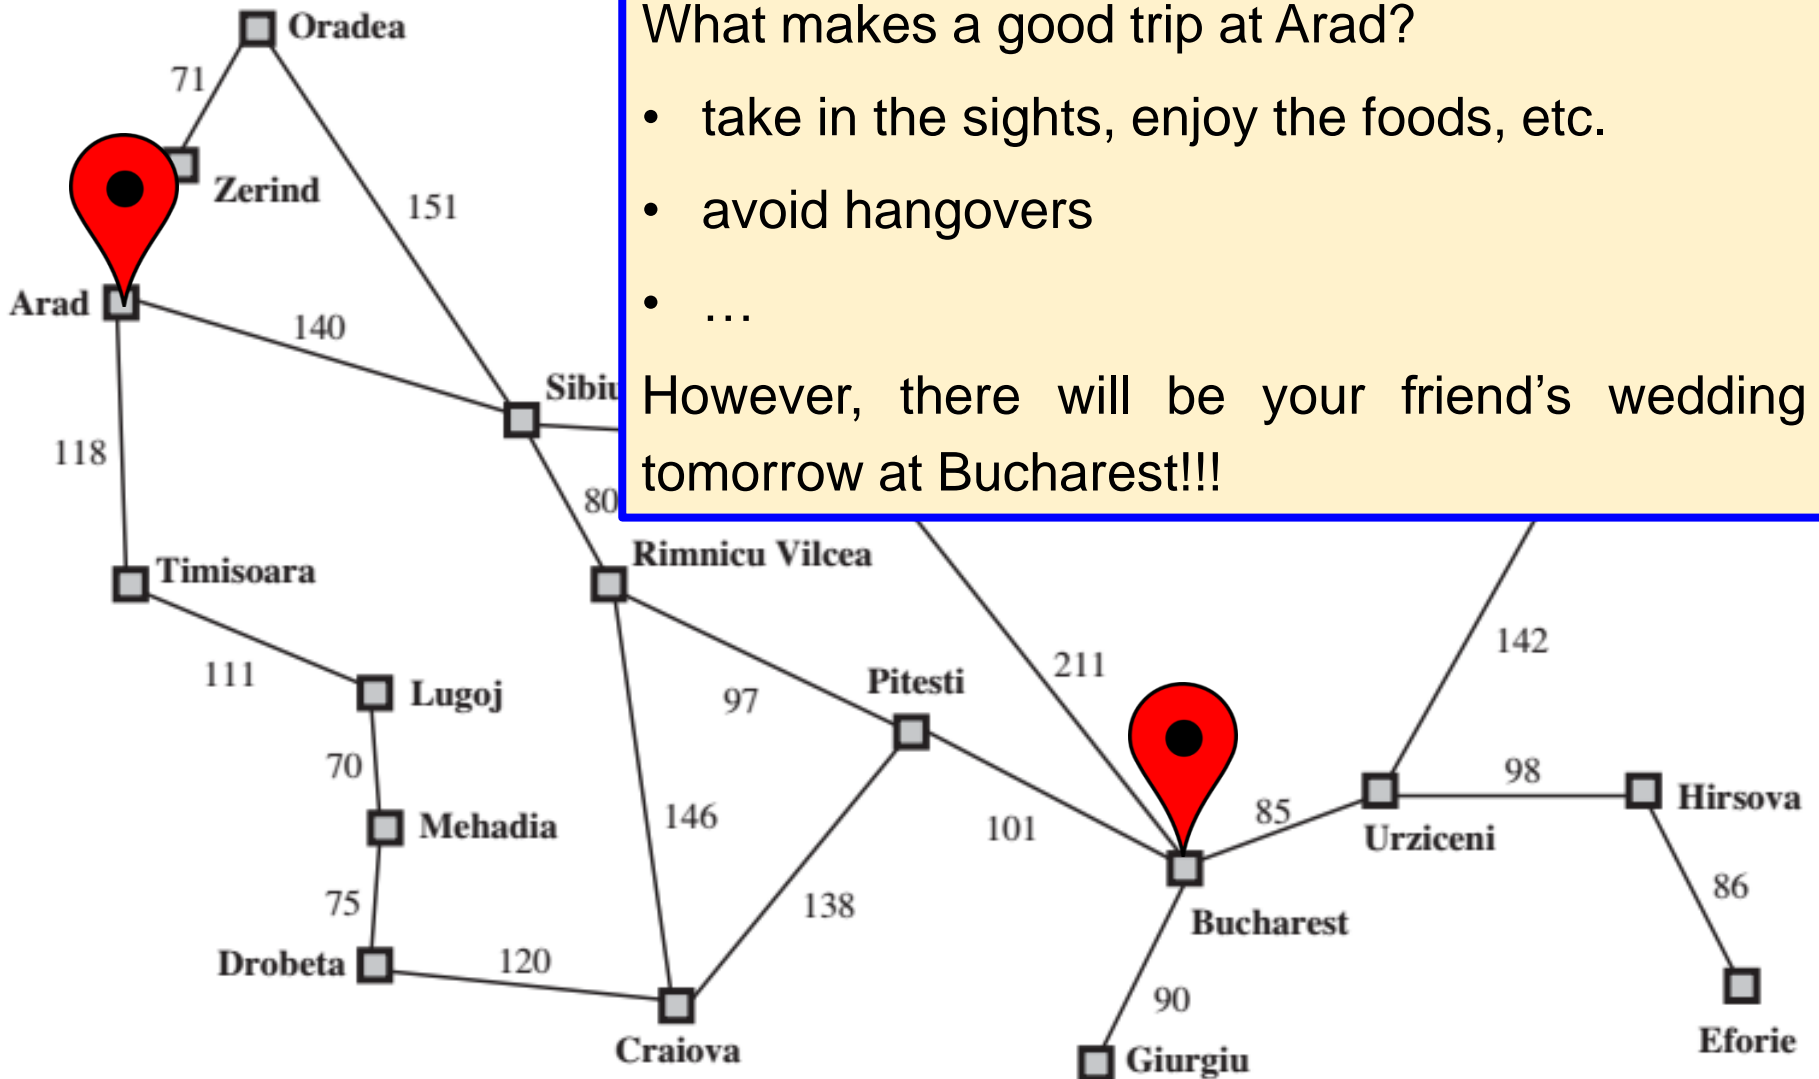 What makes a good trip at Arad?
• take in the sights, enjoy the foods, etc.
• avoid hangovers
• …
However, there will be your friend’s wedding
tomorrow at Bucharest!!!
Oradea
71
Zerind
151
Arad
140
Sibiu
118
80
Rimnicu Vilcea
Timisoara
142
211
111
Pitesti
Lugoj
97
70
98
Hirsova
85
146
Mehadia
101
Urziceni
86
75
138
Bucharest
Drobeta
120
90
Eforie
Craiova
Giurgiu